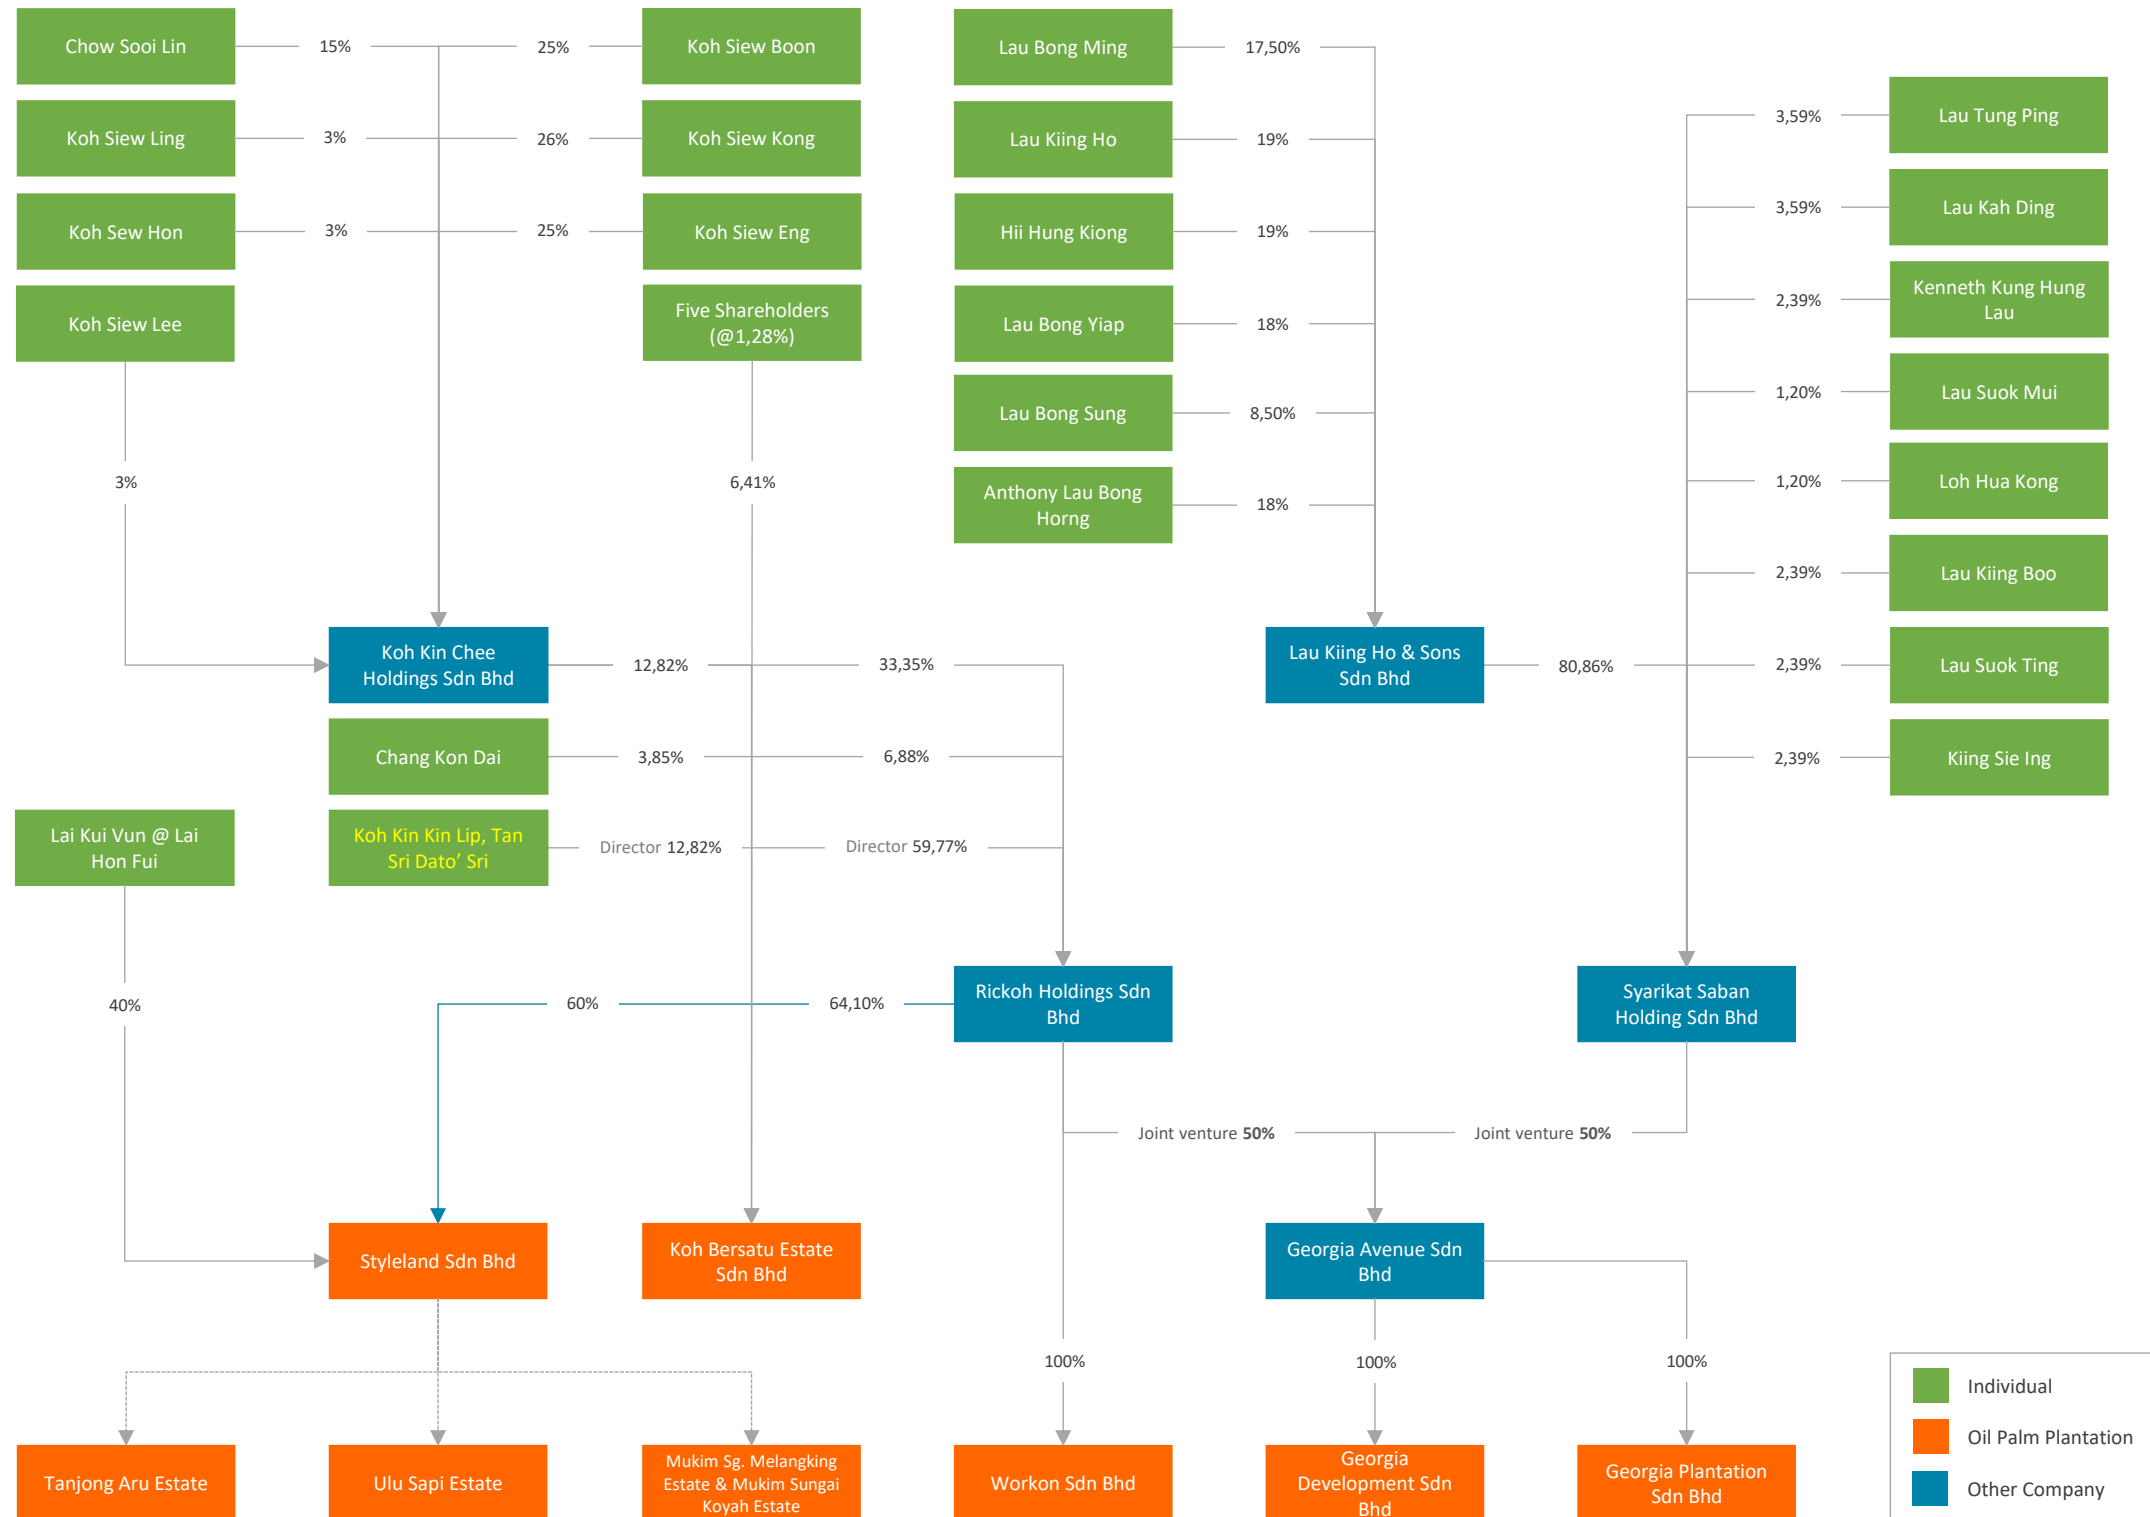 Chow Sooi Lin
15%
25%
Koh Siew Boon
Koh Siew Ling
3%
26%
Koh Siew Kong
Koh Sew Hon
3%
25%
Koh Siew Eng
Koh Siew Lee
Five Shareholders
(@1,28%)
3%
6,41%
Lau Bong Ming
17,50%
Lau Kiing Ho
19%
Hii Hung Kiong
19%
Lau Bong Yiap
18%
Lau Bong Sung
8,50%
Anthony Lau Bong
Horng
18%
3,59%
Lau Tung Ping
3,59%
Lau Kah Ding
2,39%
Kenneth Kung Hung
Lau
1,20%
Lau Suok Mui
1,20%
Loh Hua Kong
2,39%
Lau Kiing Boo
2,39%
Lau Suok Ting
2,39%
Kiing Sie Ing
Koh Kin Chee
Holdings Sdn Bhd
12,82%
33,35%
Lau Kiing Ho & Sons
Sdn Bhd
80,86%
Chang Kon Dai
3,85%
6,88%
Lai Kui Vun @ Lai
Hon Fui
Koh Kin Kin Lip, Tan
Sri Dato’ Sri
Director 12,82%
Director 59,77%
40%
60%
64,10%
Rickoh Holdings Sdn
Bhd
Syarikat Saban
Holding Sdn Bhd
Joint venture 50%
Joint venture 50%
Styleland Sdn Bhd
Koh Bersatu Estate
Sdn Bhd
Georgia Avenue Sdn
Bhd
100%
100%
100%
Tanjong Aru Estate
Ulu Sapi Estate
Mukim Sg. Melangking
Estate & Mukim Sungai
Koyah Estate
Workon Sdn Bhd
Georgia
Development Sdn
Bhd
Georgia Plantation
Sdn Bhd
Individual
Oil Palm Plantation
Other Company